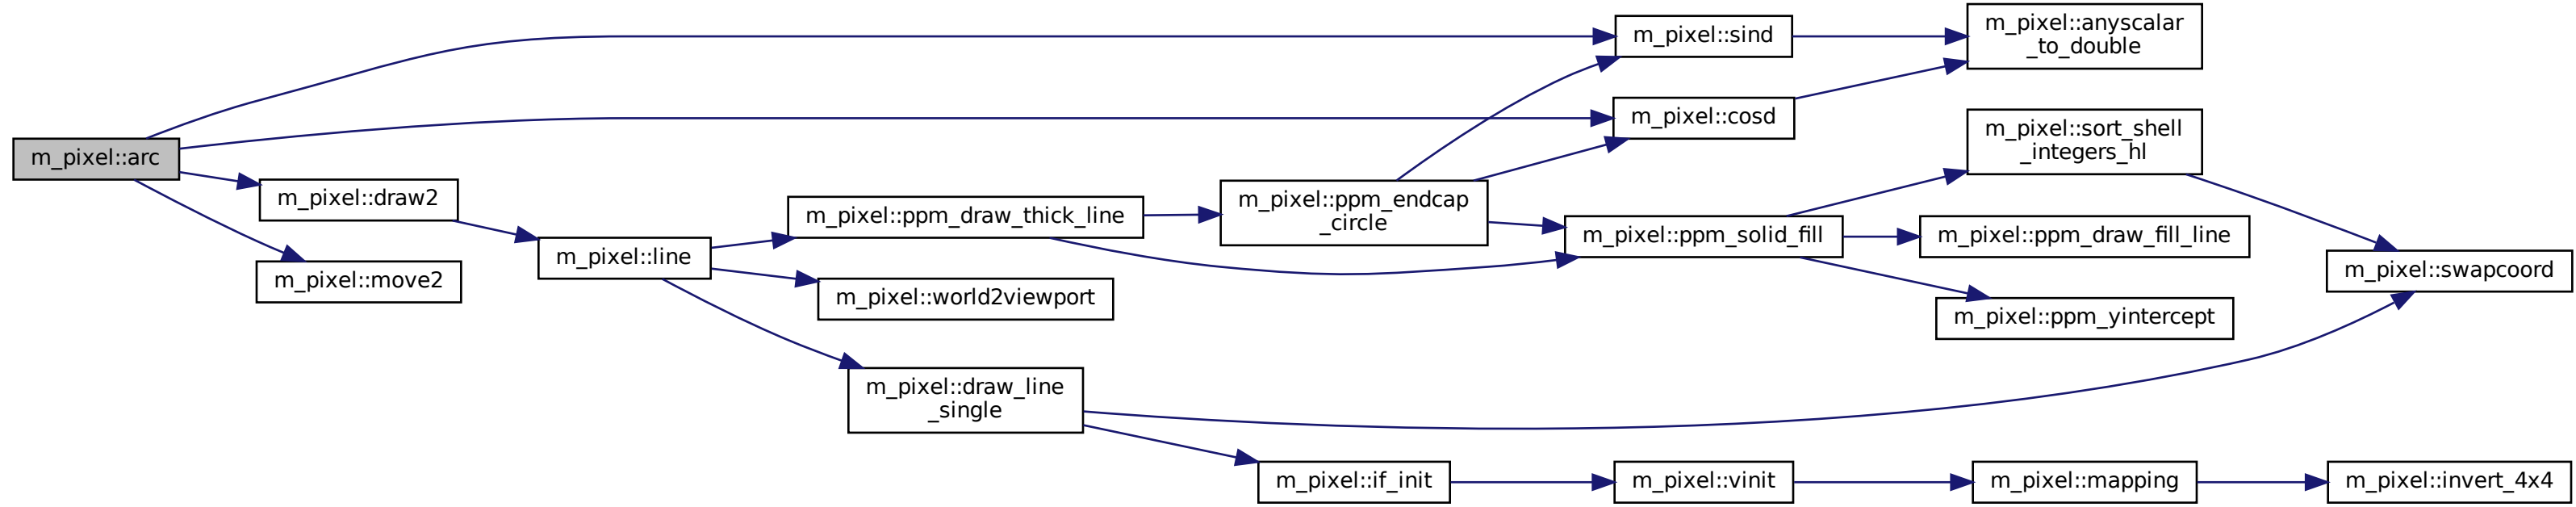 m_pixel::arc
m_pixel::draw2
m_pixel::move2
m_pixel::line
m_pixel::ppm_draw_thick_line
m_pixel::world2viewport
m_pixel::draw_line
_single
m_pixel::ppm_endcap
_circle
m_pixel::if_init
m_pixel::sind
m_pixel::cosd
m_pixel::ppm_solid_fill
m_pixel::vinit
m_pixel::anyscalar
_to_double
m_pixel::sort_shell
_integers_hl
m_pixel::ppm_draw_fill_line
m_pixel::ppm_yintercept
m_pixel::mapping
m_pixel::swapcoord
m_pixel::invert_4x4